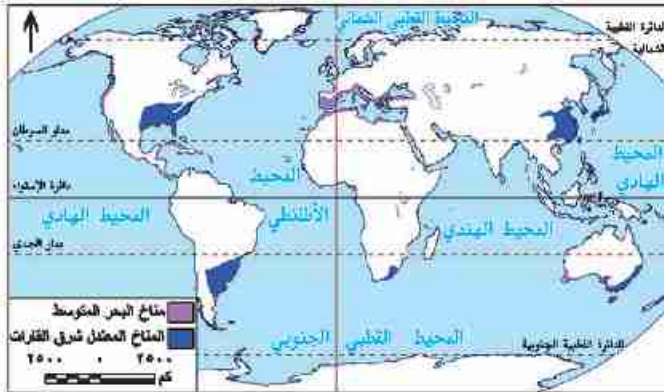 المحيط القطبي الشمالي
الدائرة القطبية
الشمالية
مدار السرطان
المحيط
الهادي
المحيط
دائرة الإستواء
الأطلنطي
المحيط الهادي
المحيط الهندي
مدار الجدي
مناخ البحر المتوسط
المناخ المعتدل شرق القارات
٢٥٠٠ ٠ ٢٥٠٠
كم
المحيط القطبي الجنوبي
الدائرة القطبية الجنوبية